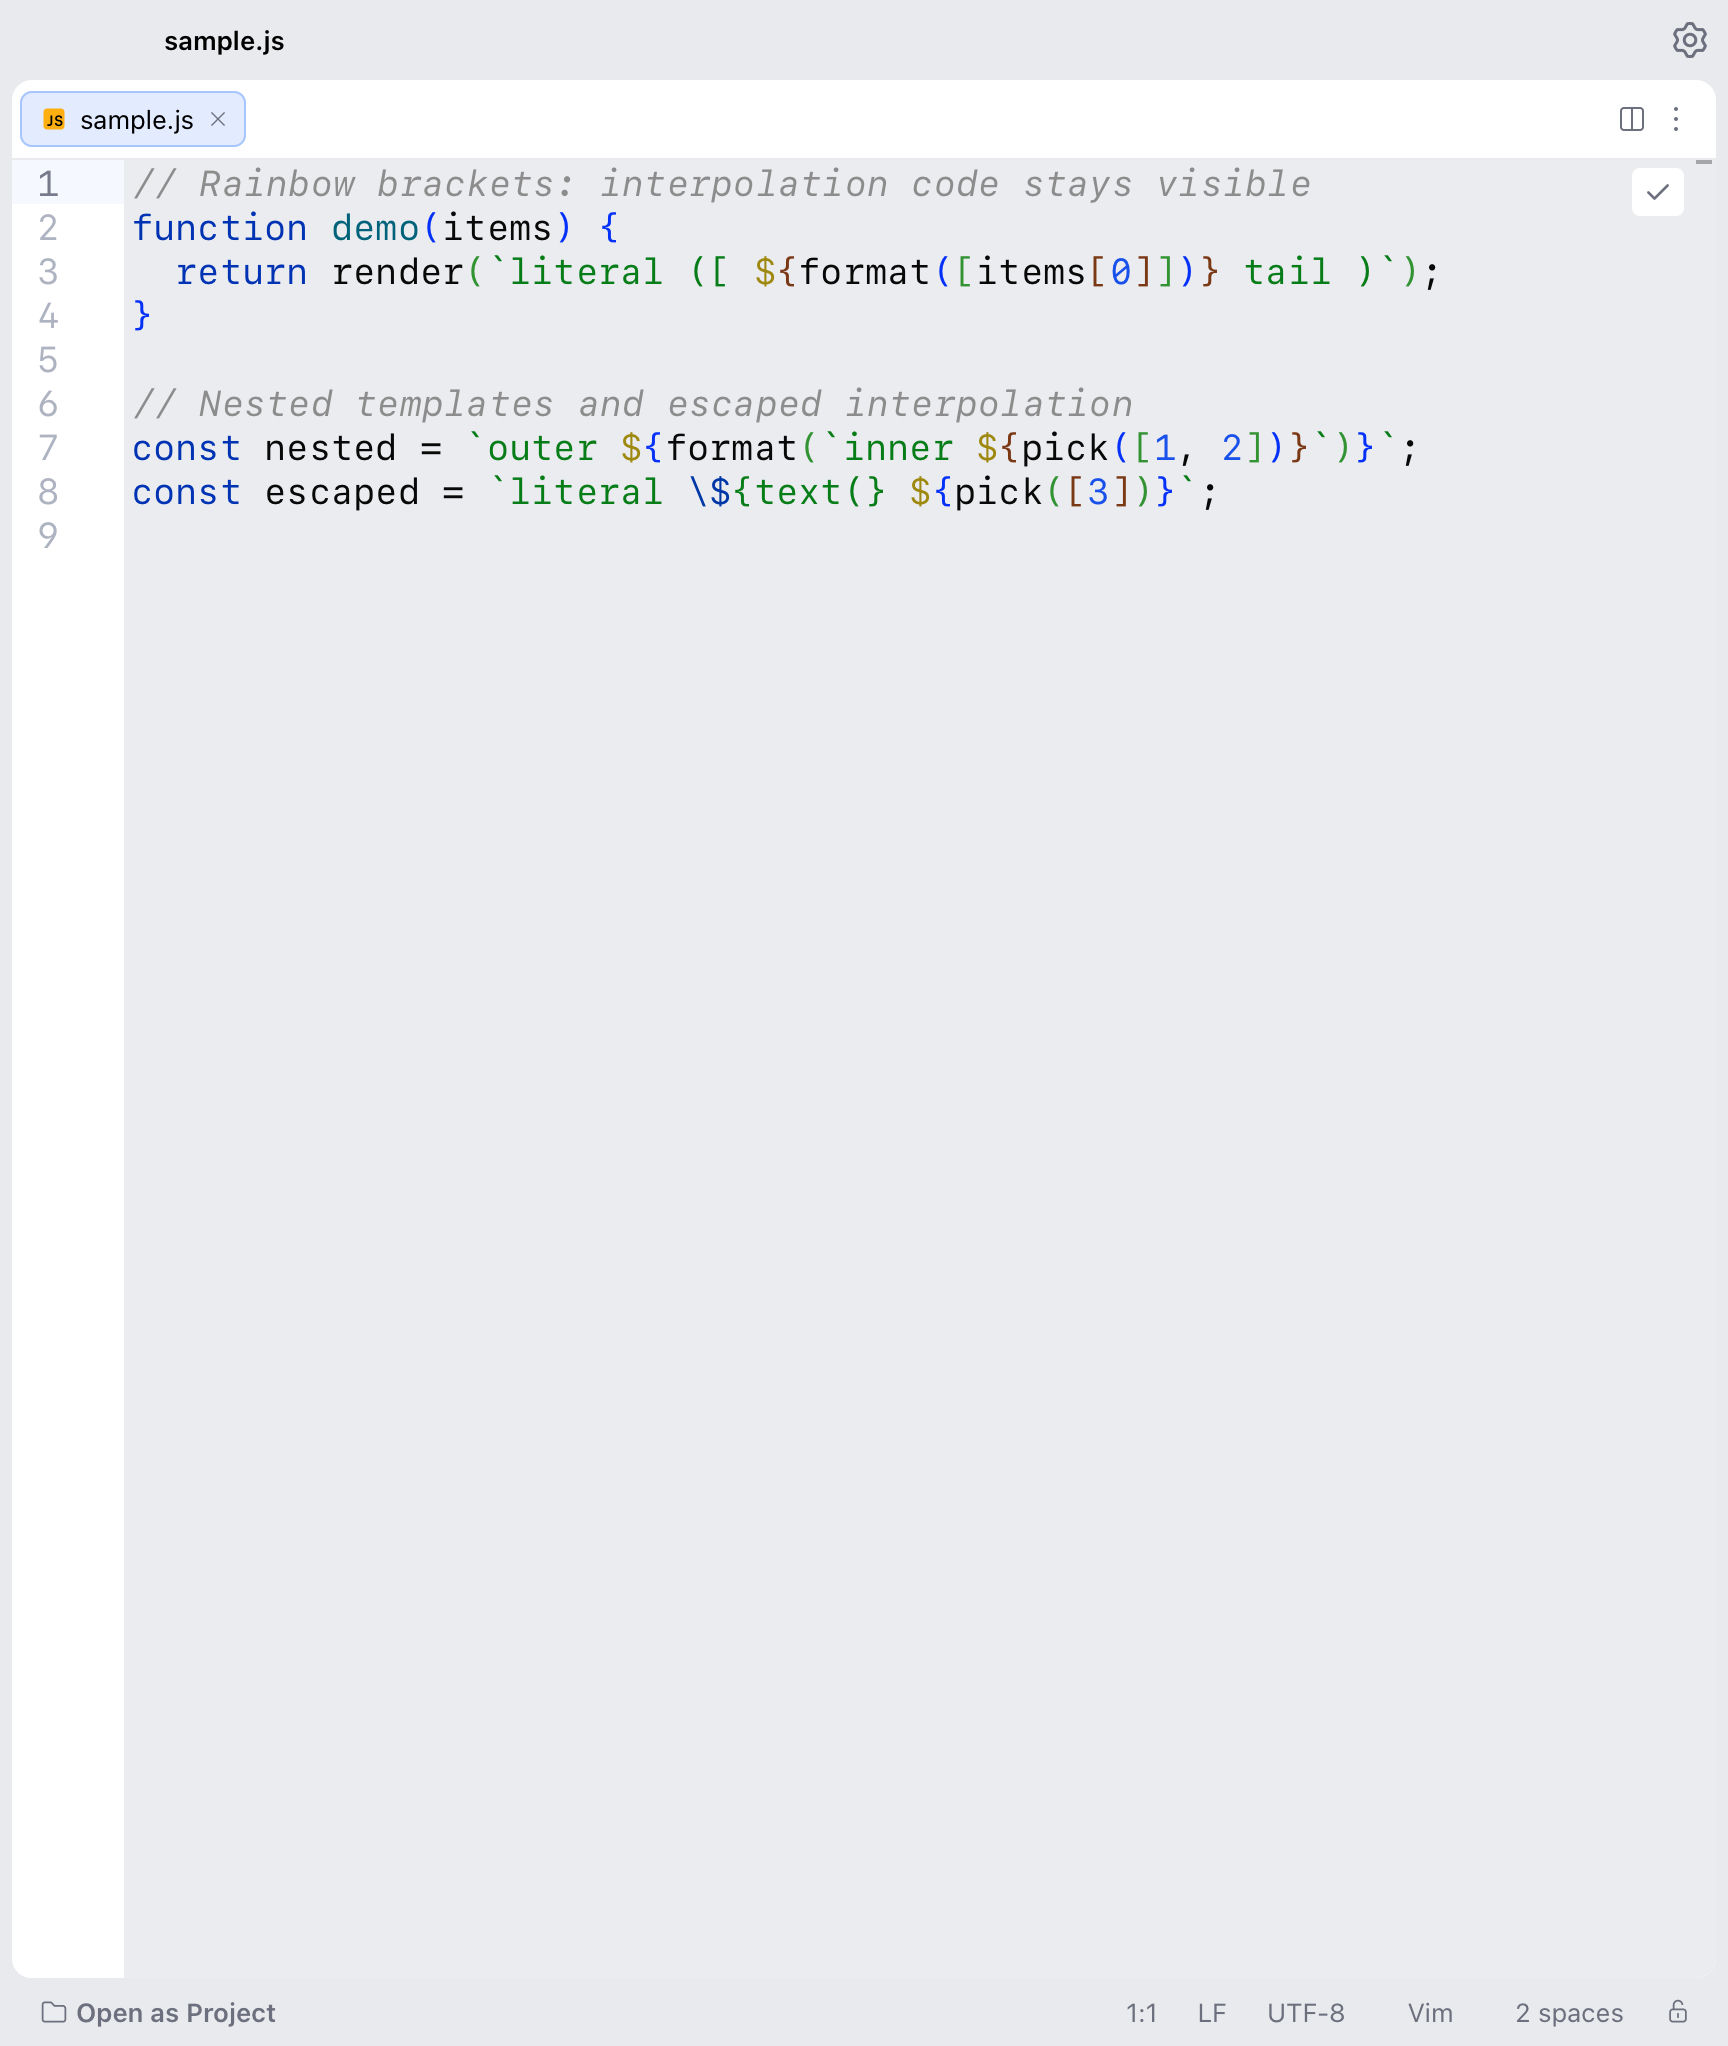 sample.js
JS sample.js
1 // Rainbow brackets: interpolation code stays visible
2 function demo(items) {
3   return render(`literal ([ ${format([items[0]])} tail )`);
4 }
5
6 // Nested templates and escaped interpolation
7 const nested = `outer ${format(`inner ${pick([1, 2])}`)}`;
8 const escaped = `literal \${text(} ${pick([3])}`;
9
Open as Project 1:1 LF UTF-8 Vim 2 spaces